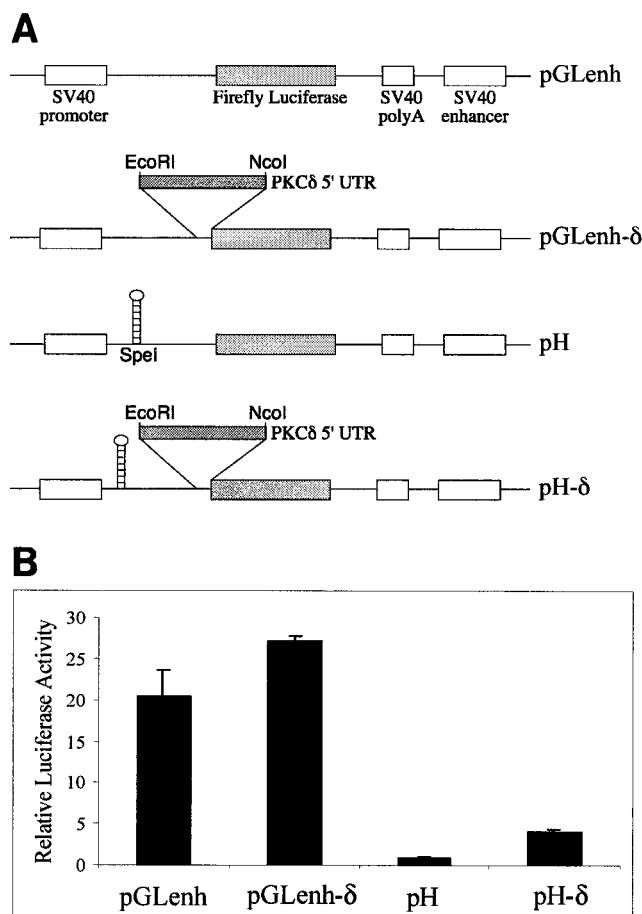 A
pGLenh
SV40 promoter
Firefly Luciferase
SV40 polyA
SV40 enhancer
EcoRI
NcoI
PKCδ 5' UTR
pGLenh-δ
SpeI
pH
EcoRI
NcoI
PKCδ 5' UTR
pH-δ
B
Relative Luciferase Activity
30
25
20
15
10
5
0
pGLenh
pGLenh-δ
pH
pH-δ